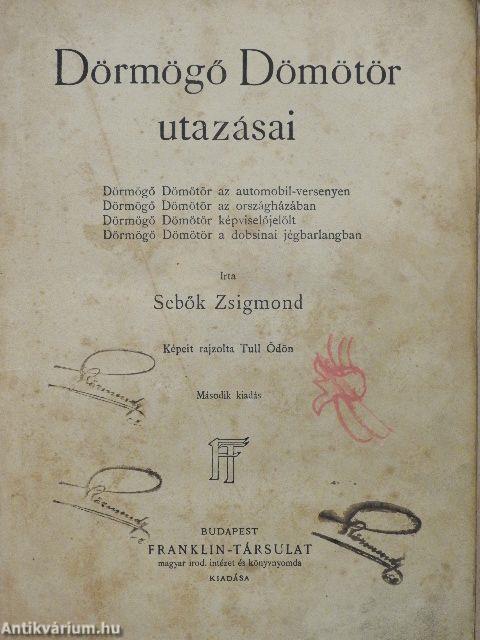 Dörmögő Dömötör
utazásai
Dörmögő Dömötör az automobil-versenyen
Dörmögő Dömötör az országházában
Dörmögő Dömötör képviselőjelölt
Dörmögő Dömötör a dobsinai jégbarlangban
Irta
Sebők Zsigmond
Képeit rajzolta Tull Ödön
Második kiadás
FT
BUDAPEST
FRANKLIN-TÁRSULAT
magyar irod. intézet és könyvnyomda
KIADÁSA
Antikvárium.hu